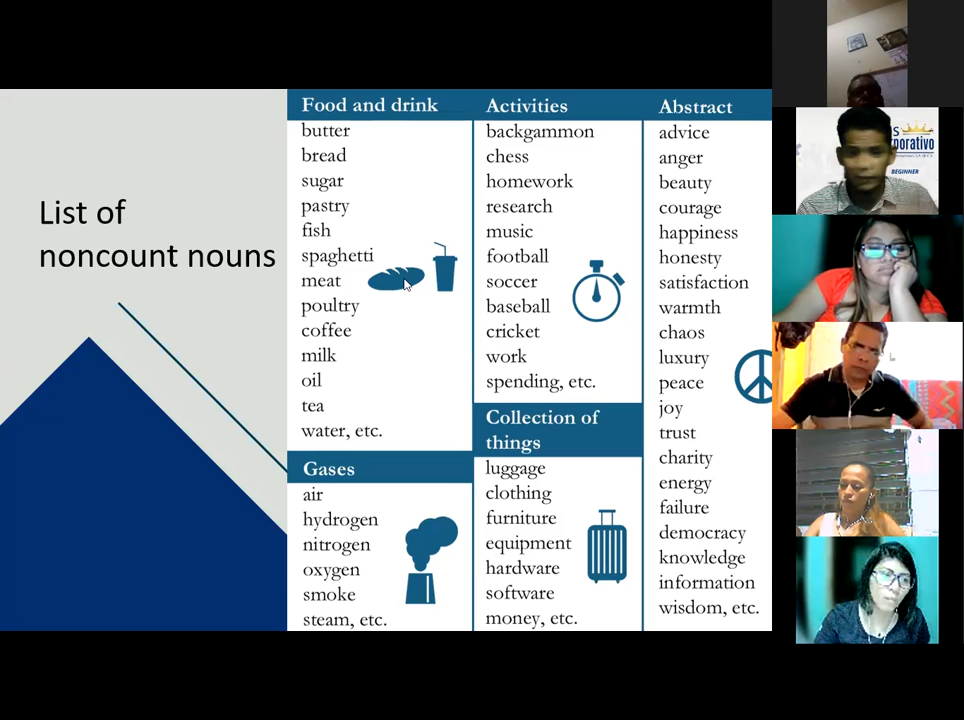 List of
noncount nouns
Food and drink
butter
bread
sugar
pastry
fish
spaghetti
meat
poultry
coffee
milk
oil
tea
water, etc.
Gases
air
hydrogen
nitrogen
oxygen
smoke
steam, etc.
Activities
backgammon
chess
homework
research
music
football
soccer
baseball
cricket
work
spending, etc.
Collection of
things
luggage
clothing
furniture
equipment
hardware
software
money, etc.
Abstract
advice
anger
beauty
courage
happiness
honesty
satisfaction
warmth
chaos
luxury
peace
joy
trust
charity
energy
failure
democracy
knowledge
information
wisdom, etc.
BEGINNER